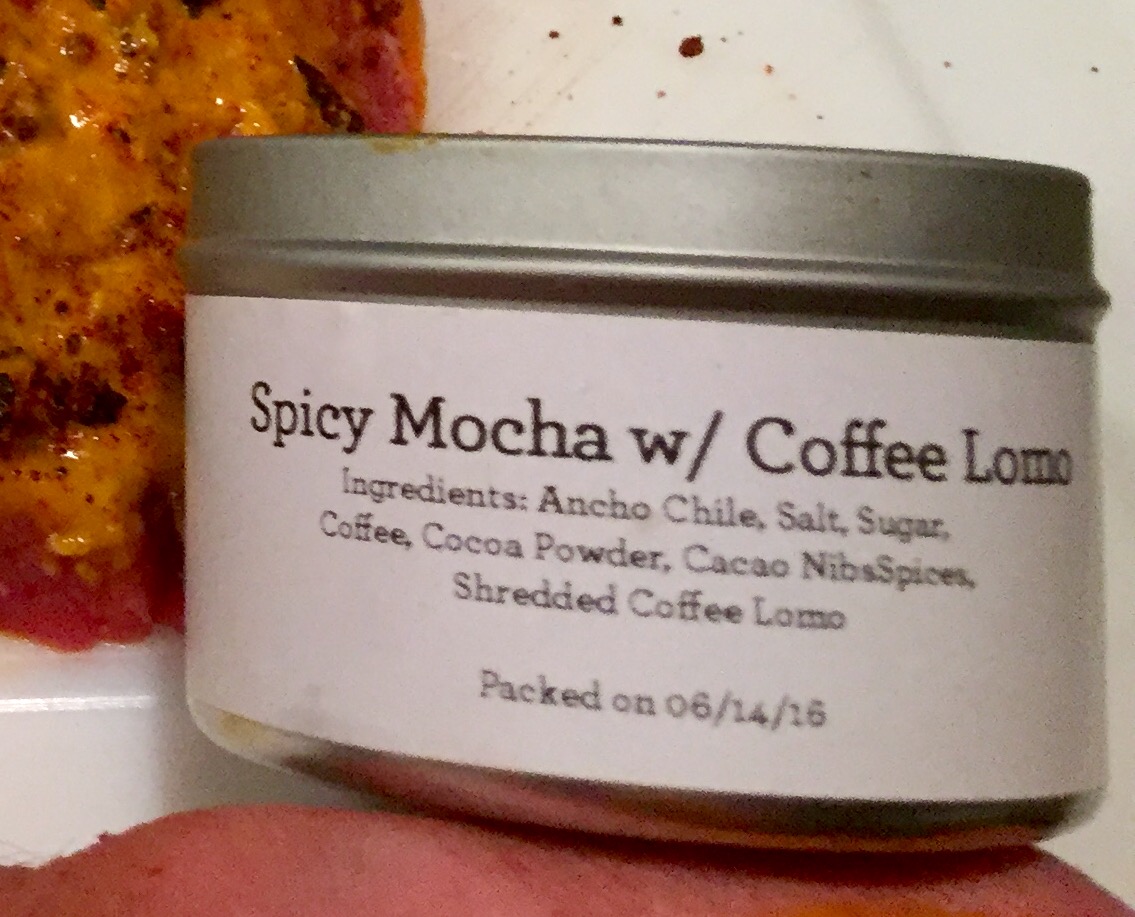 Spicy Mocha w/ Coffee Lomo
Ingredients: Ancho Chile, Salt, Sugar,
Coffee, Cocoa Powder, Cacao NibsSpices,
Shredded Coffee Lomo
Packed on 06/14/16